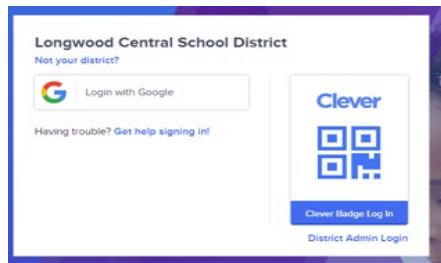 Longwood Central School District
Not your district?
Login with Google
Having trouble? Get help signing in!
Clever
Clever Badge Log In
District Admin Login